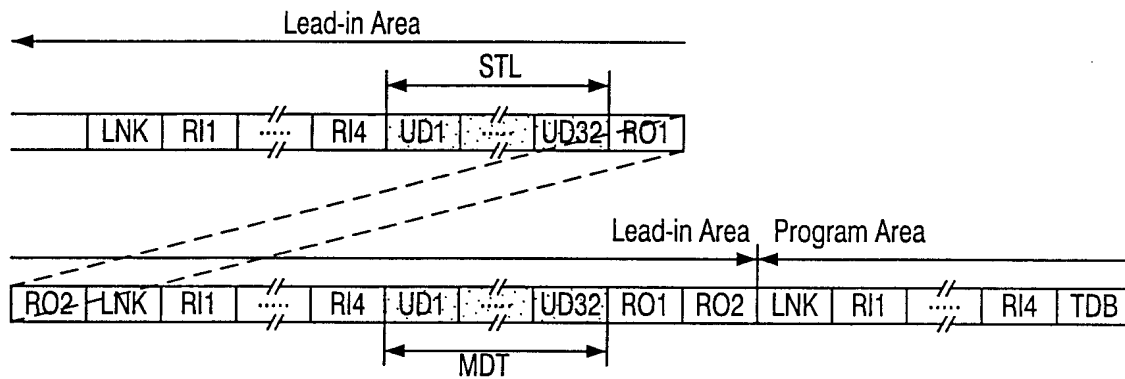 Lead-in Area
STL
LNK RI1 ..... RI4 UD1 ..... UD32 RO1
Lead-in Area Program Area
RO2 LNK RI1 ..... RI4 UD1 ..... UD32 RO1 RO2 LNK RI1 ..... RI4 TDB
MDT